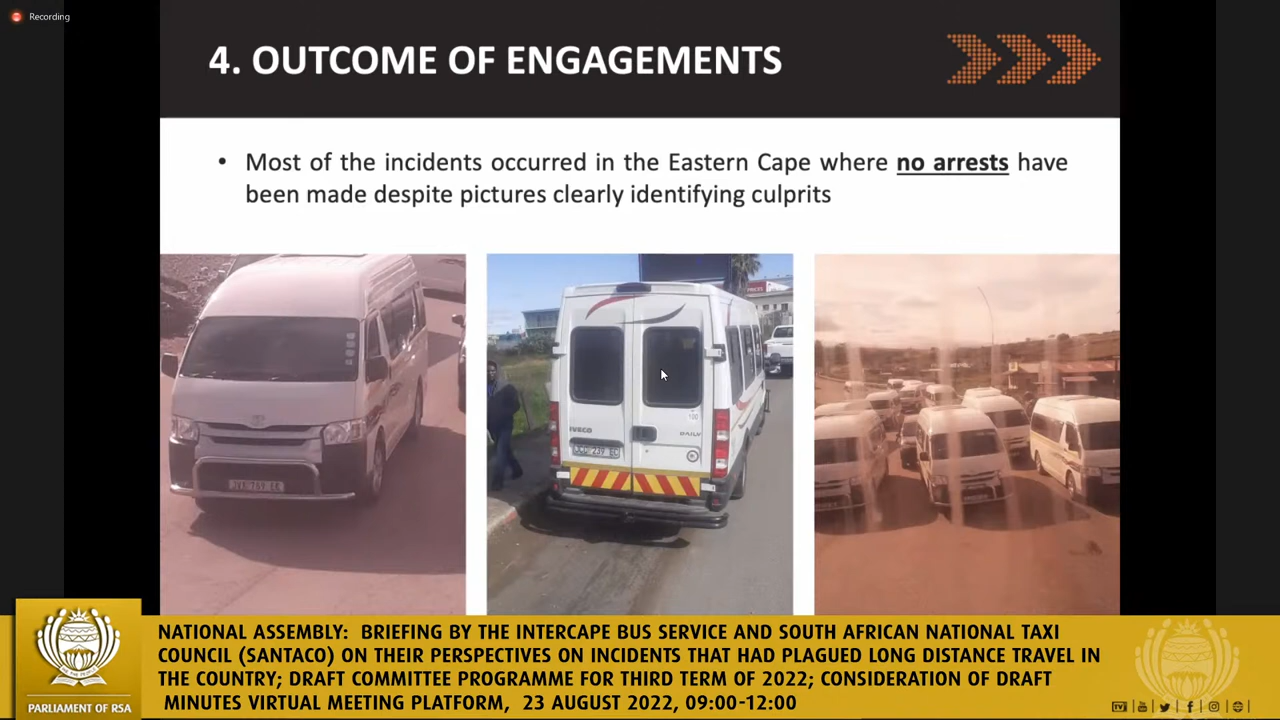 Recording
4. OUTCOME OF ENGAGEMENTS
• Most of the incidents occurred in the Eastern Cape where no arrests have
been made despite pictures clearly identifying culprits
IVECO
DAILY
NATIONAL ASSEMBLY: BRIEFING BY THE INTERCAPE BUS SERVICE AND SOUTH AFRICAN NATIONAL TAXI
COUNCIL (SANTACO) ON THEIR PERSPECTIVES ON INCIDENTS THAT HAD PLAGUED LONG DISTANCE TRAVEL IN
THE COUNTRY; DRAFT COMMITTEE PROGRAMME FOR THIRD TERM OF 2022; CONSIDERATION OF DRAFT
MINUTES VIRTUAL MEETING PLATFORM, 23 AUGUST 2022, 09:00-12:00
PARLIAMENT OF RSA